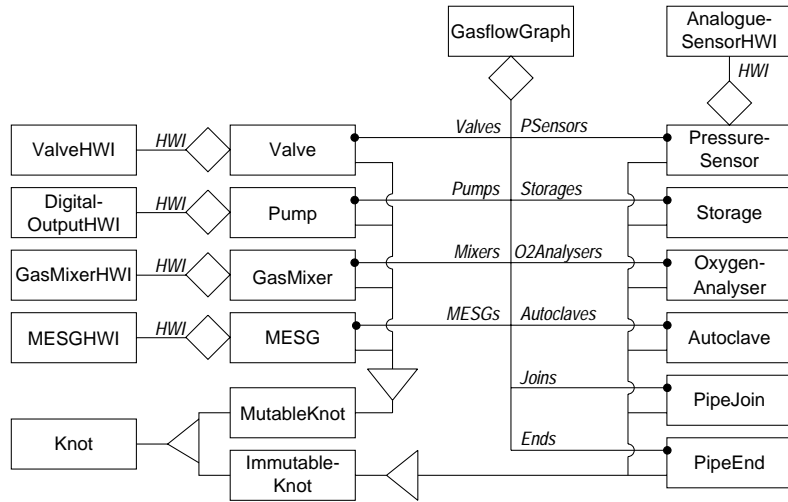 GasflowGraph
Analogue-
SensorHWI
HWI
ValveHWI
HWI
Valve
Valves
PSensors
Pressure-
Sensor
Digital-
OutputHWI
HWI
Pump
Pumps
Storages
Storage
GasMixerHWI
HWI
GasMixer
Mixers
O2Analysers
Oxygen-
Analyser
MESGHWI
HWI
MESG
MESGs
Autoclaves
Autoclave
Joins
PipeJoin
MutableKnot
Knot
Ends
PipeEnd
Immutable-
Knot